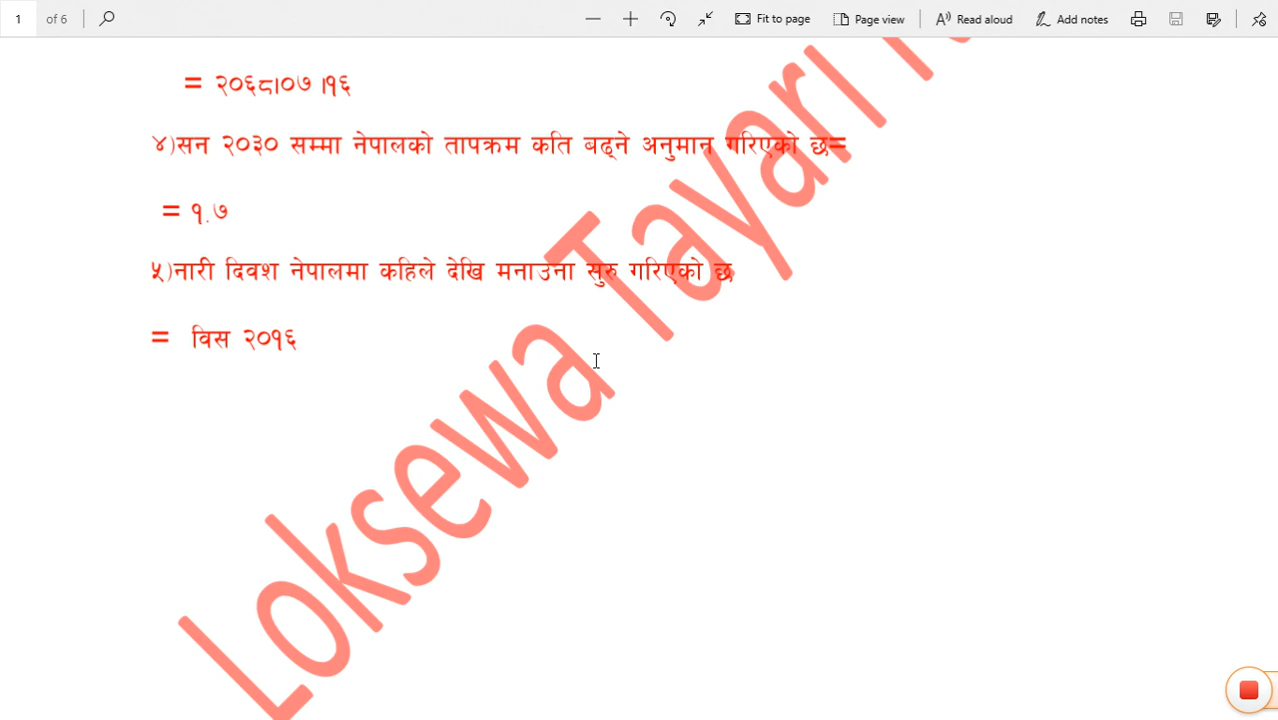 1 of 6 Fit to page Page view Read aloud Add notes
= २०६८।०७।१६
४)सन २०३० सम्मा नेपालको तापक्रम कति बढ्ने अनुमान गरिएको छ=
= १.७
५)नारी दिवश नेपालमा कहिले देखि मनाउना सुरु गरिएको छ
= विस २०१६
Loksewa Tayari